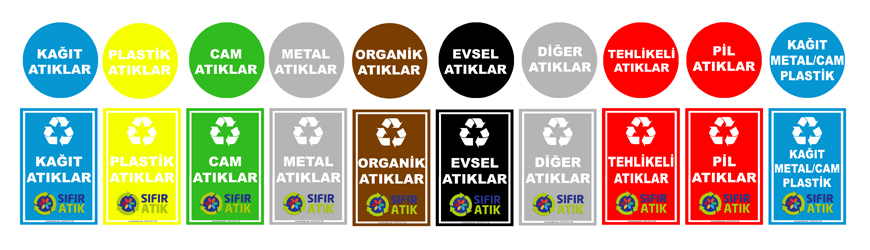 KAĞIT
ATIKLAR
PLASTİK
ATIKLAR
CAM
ATIKLAR
METAL
ATIKLAR
ORGANİK
ATIKLAR
EVSEL
ATIKLAR
DİĞER
ATIKLAR
TEHLİKELİ
ATIKLAR
PİL
ATIKLAR
KAĞIT
METAL/CAM
PLASTİK
KAĞIT
ATIKLAR
SIFIR
ATIK
PLASTİK
ATIKLAR
SIFIR
ATIK
CAM
ATIKLAR
SIFIR
ATIK
METAL
ATIKLAR
SIFIR
ATIK
ORGANİK
ATIKLAR
SIFIR
ATIK
EVSEL
ATIKLAR
SIFIR
ATIK
DİĞER
ATIKLAR
SIFIR
ATIK
TEHLİKELİ
ATIKLAR
SIFIR
ATIK
PİL
ATIKLAR
SIFIR
ATIK
KAĞIT
METAL/CAM
PLASTİK
SIFIR
ATIK